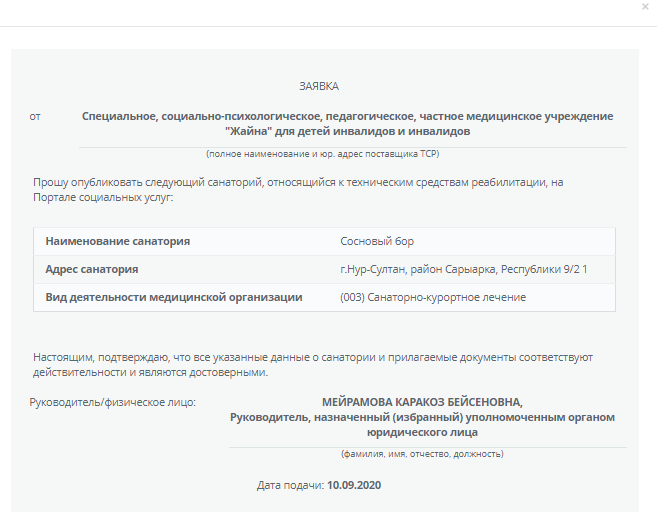 ×
ЗАЯВКА
от Специальное, социально-психологическое, педагогическое, частное медицинское учреждение
"Жайна" для детей инвалидов и инвалидов
(полное наименование и юр. адрес поставщика ТСР)
Прошу опубликовать следующий санаторий, относящийся к техническим средствам реабилитации, на
Портале социальных услуг:
Наименование санатория Сосновый бор
Адрес санатория г.Нур-Султан, район Сарыарка, Республики 9/2 1
Вид деятельности медицинской организации (003) Санаторно-курортное лечение
Настоящим, подтверждаю, что все указанные данные о санатории и прилагаемые документы соответствуют
действительности и являются достоверными.
Руководитель/физическое лицо: МЕЙРАМОВА КАРАКОЗ БЕЙСЕНОВНА,
Руководитель, назначенный (избранный) уполномоченным органом
юридического лица
(фамилия, имя, отчество, должность)
Дата подачи: 10.09.2020